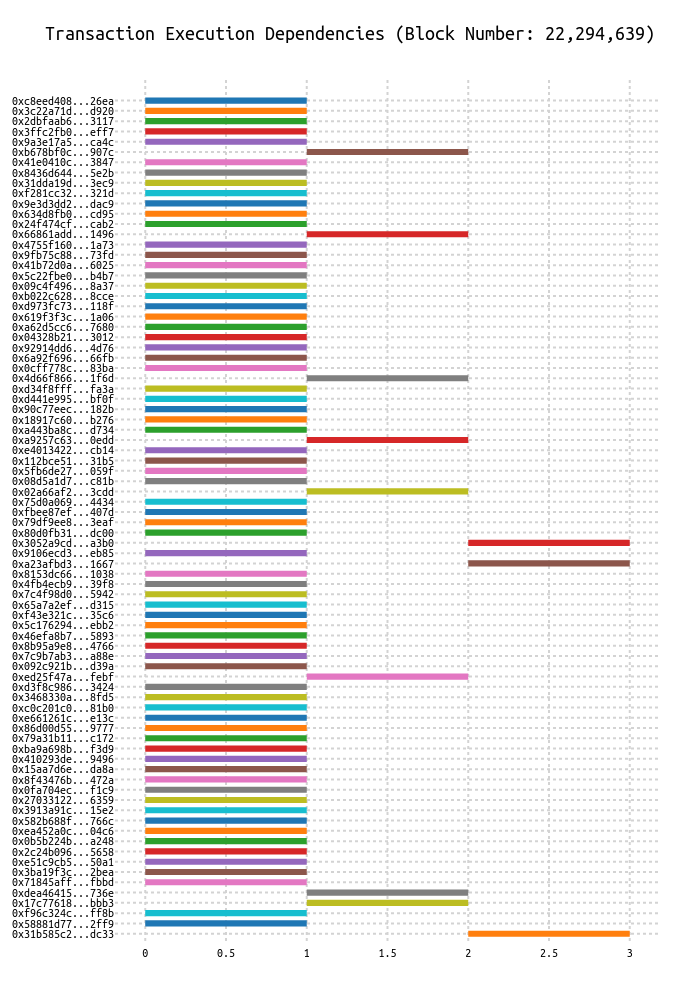 Transaction Execution Dependencies (Block Number: 22,294,639)
0xc8eed408...26ea
0x3c22a71d...d920
0x2dbfaab6...3117
0x3ffc2fb0...eff7
0x9a3e17a5...ca4c
0xb678bf0c...907c
0x41e0410c...3847
0x8436d644...5e2b
0x31dda19d...3ec9
0xf281cc32...321d
0x9e3d3dd2...dac9
0x634d8fb0...cd95
0x24f474cf...cab2
0x66861add...1496
0x4755f160...1a73
0x9fb75c88...73fd
0x41b72d0a...6025
0x5c22fbe0...b4b7
0x09c4f496...8a37
0xb022c628...8cce
0xd973fc73...118f
0x619f3f3c...1a06
0xa62d5cc6...7680
0x04328b21...3012
0x92914dd6...4d76
0x6a92f696...66fb
0x0cff778c...83ba
0x4d66f866...1f6d
0xd34f8fff...fa3a
0xd441e995...bf0f
0x90c77eec...182b
0x18917c60...b276
0xa443ba8c...d734
0xa9257c63...0edd
0xe4013422...cb14
0x112bce51...31b5
0x5fb6de27...059f
0x08d5a1d7...c81b
0x02a66af2...3cdd
0x75d0a069...4434
0xfbee87ef...407d
0x79df9ee8...3eaf
0x80d0fb31...dc00
0x3052a9cd...a3b0
0x9106ecd3...eb85
0xa23afbd3...1667
0x8153dc66...1038
0x4fb4ecb9...39f8
0x7c4f98d0...5942
0x65a7a2ef...d315
0xf43e321c...35c6
0x5c176294...ebb2
0x46efa8b7...5893
0x8b95a9e8...4766
0x7c9b7ab3...a88e
0x092c921b...d39a
0xed25f47a...febf
0xd3f8c986...3424
0x3468330a...8fd5
0xc0c201c0...81b0
0xe661261c...e13c
0x86d00d55...9777
0x79a31b11...c172
0xba9a698b...f3d9
0x410293de...9496
0x15aa7d6e...da8a
0x8f43476b...472a
0x0fa704ec...f1c9
0x27033122...6359
0x3913a91c...15e2
0x582b688f...766c
0xea452a0c...04c6
0x0b5b224b...a248
0x2c24b096...5658
0xe51c9cb5...50a1
0x3ba19f3c...2bea
0x71845aff...fbbd
0xdea46415...736e
0x17c77618...bbb3
0xf96c324c...ff8b
0x58881d77...2ff9
0x31b585c2...dc33
0 0.5 1 1.5 2 2.5 3